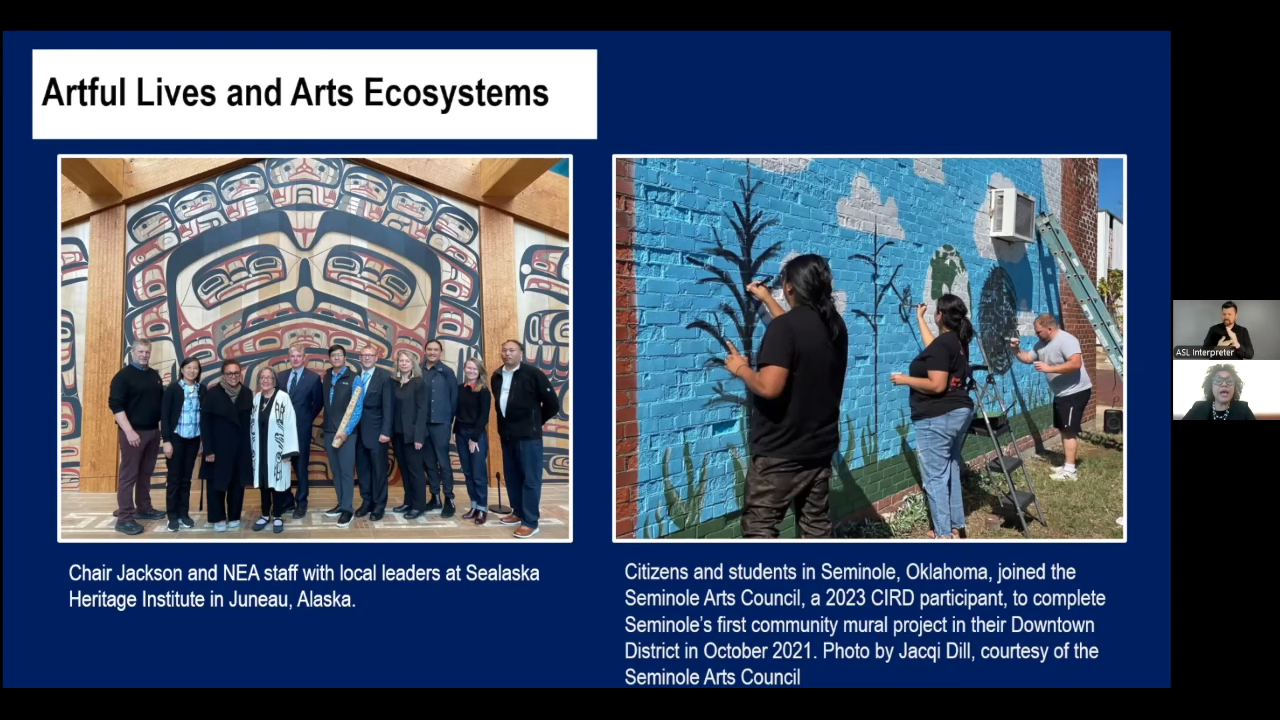 Artful Lives and Arts Ecosystems
Chair Jackson and NEA staff with local leaders at Sealaska
Heritage Institute in Juneau, Alaska.
Citizens and students in Seminole, Oklahoma, joined the
Seminole Arts Council, a 2023 CIRD participant, to complete
Seminole's first community mural project in their Downtown
District in October 2021. Photo by Jacqi Dill, courtesy of the
Seminole Arts Council
ASL Interpreter